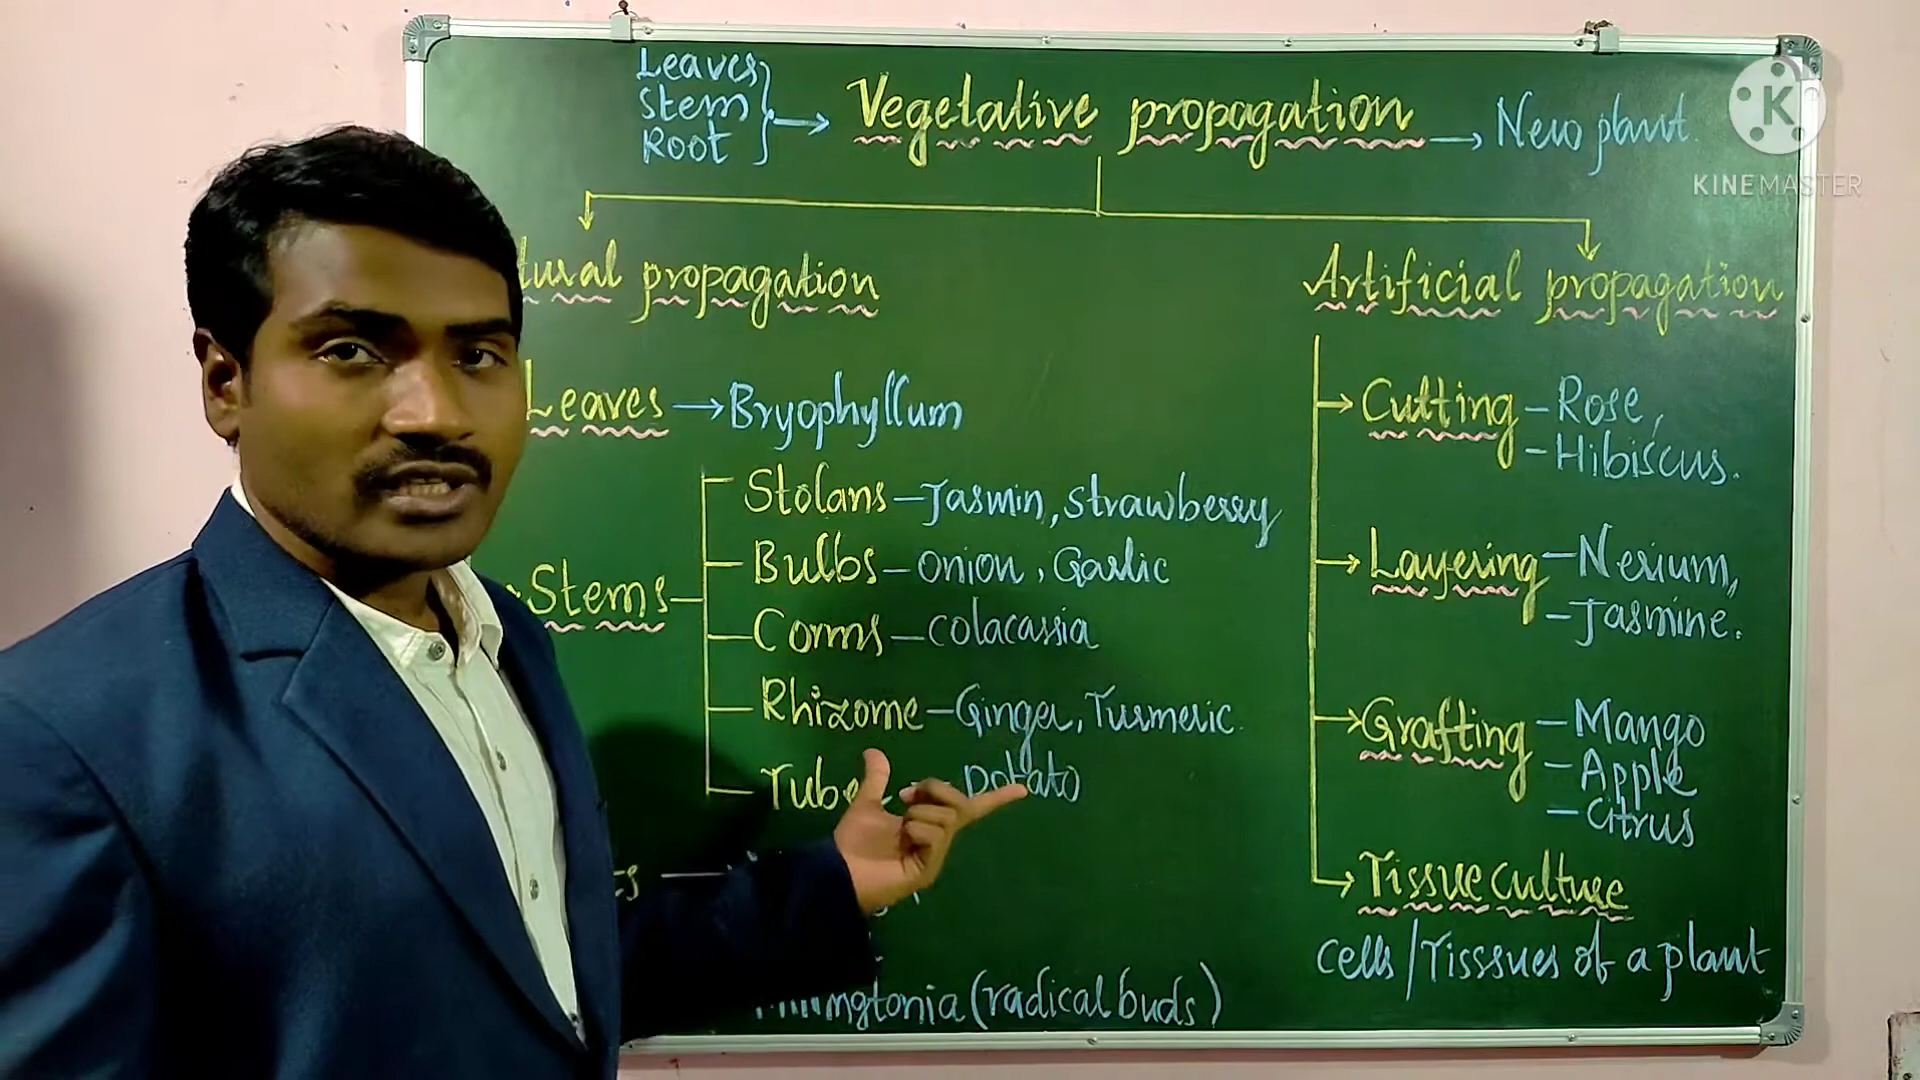 Leaves
Stem
Root
Vegetative propagation
New plant.
KINEMASTER
propagation
Artificial propagation
Leaves → Bryophyllum
Cutting - Rose,
- Hibiscus.
Stems
Stolans - Jasmin, Strawberry
Bulbs - Onion, Garlic
Corms - colacassia
Rhizome - Ginger, Turmeric.
Potato
Layering - Nerium,
- Jasmine.
Grafting - Mango
- Apple
- Citrus
Tissue culture
cells / Tisssues of a plant
(radical buds)